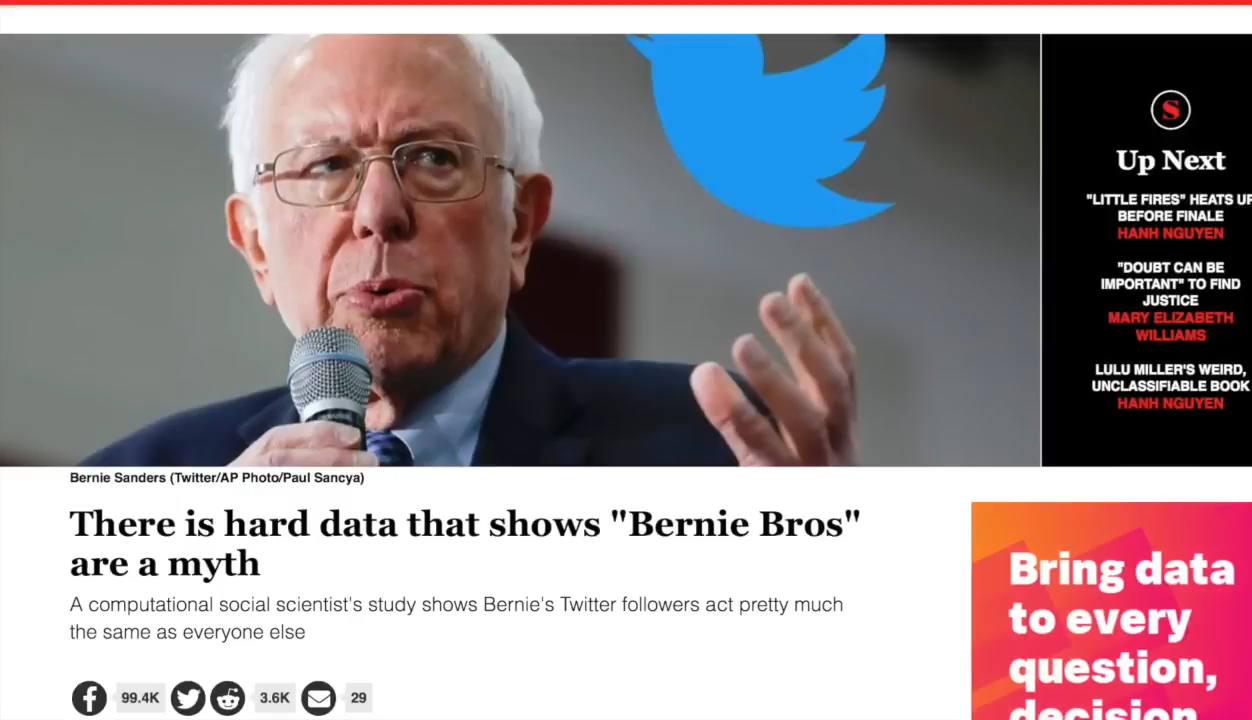 S
Up Next
"LITTLE FIRES" HEATS UP
BEFORE FINALE
HANH NGUYEN
"DOUBT CAN BE
IMPORTANT" TO FIND
JUSTICE
MARY ELIZABETH
WILLIAMS
LULU MILLER'S WEIRD,
UNCLASSIFIABLE BOOK
HANH NGUYEN
Bernie Sanders (Twitter/AP Photo/Paul Sancya)
There is hard data that shows "Bernie Bros"
are a myth
A computational social scientist's study shows Bernie's Twitter followers act pretty much
the same as everyone else
99.4K
3.6K
29
Bring data
to every
question,
decision